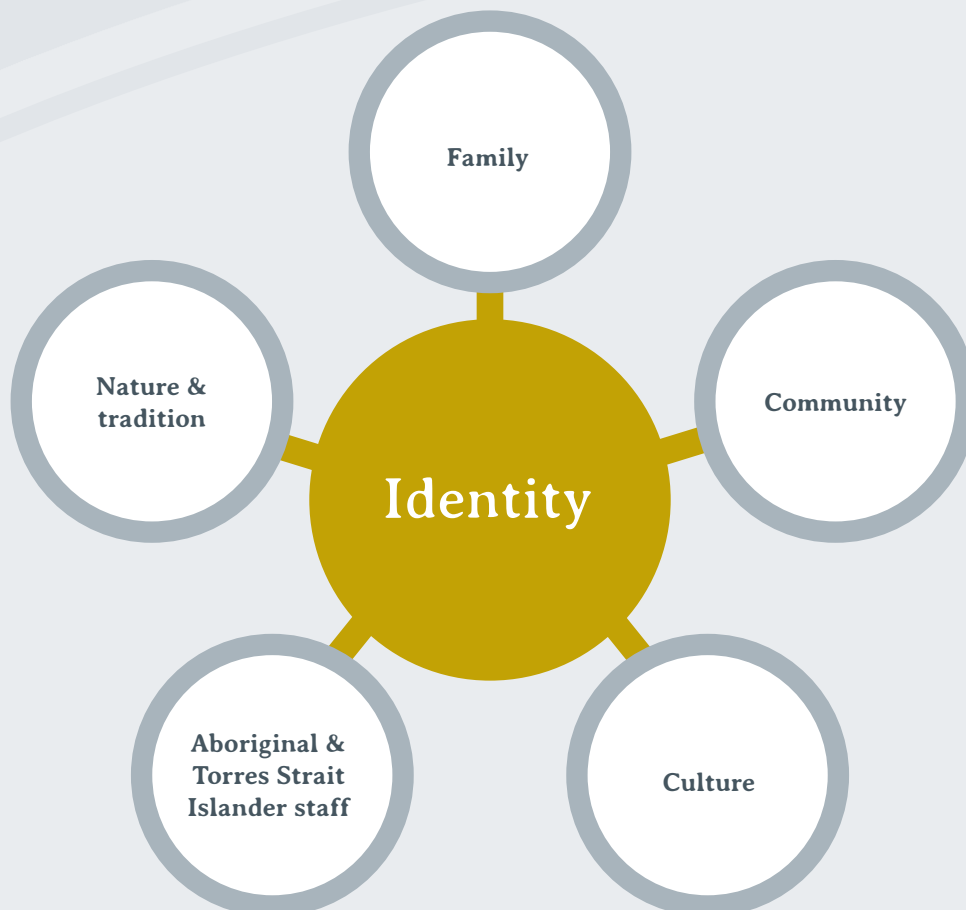 Family
Nature &
tradition
Community
Identity
Aboriginal &
Torres Strait
Islander staff
Culture